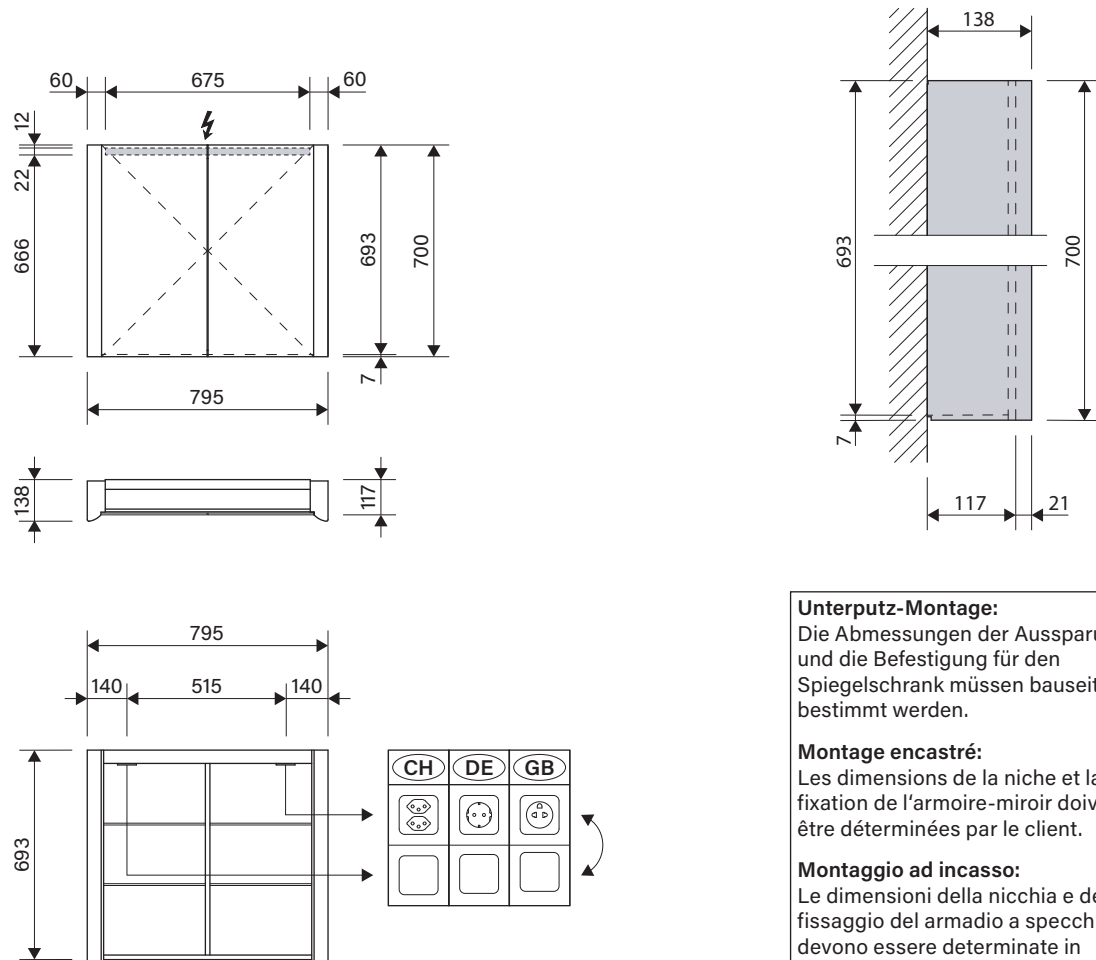 60 675 60
12
22
666
693
700
7
795
138
117
138
693
700
7
117 21
795
140 515 140
693
CH DE GB
Unterputz-Montage:
Die Abmessungen der Ausspar
und die Befestigung für den
Spiegelschrank müssen bauseit
bestimmt werden.
Montage encastré:
Les dimensions de la niche et la
fixation de l‘armoire-miroir doiv
être déterminées par le client.
Montaggio ad incasso:
Le dimensioni della nicchia e de
fissaggio del armadio a specch
devono essere determinate in